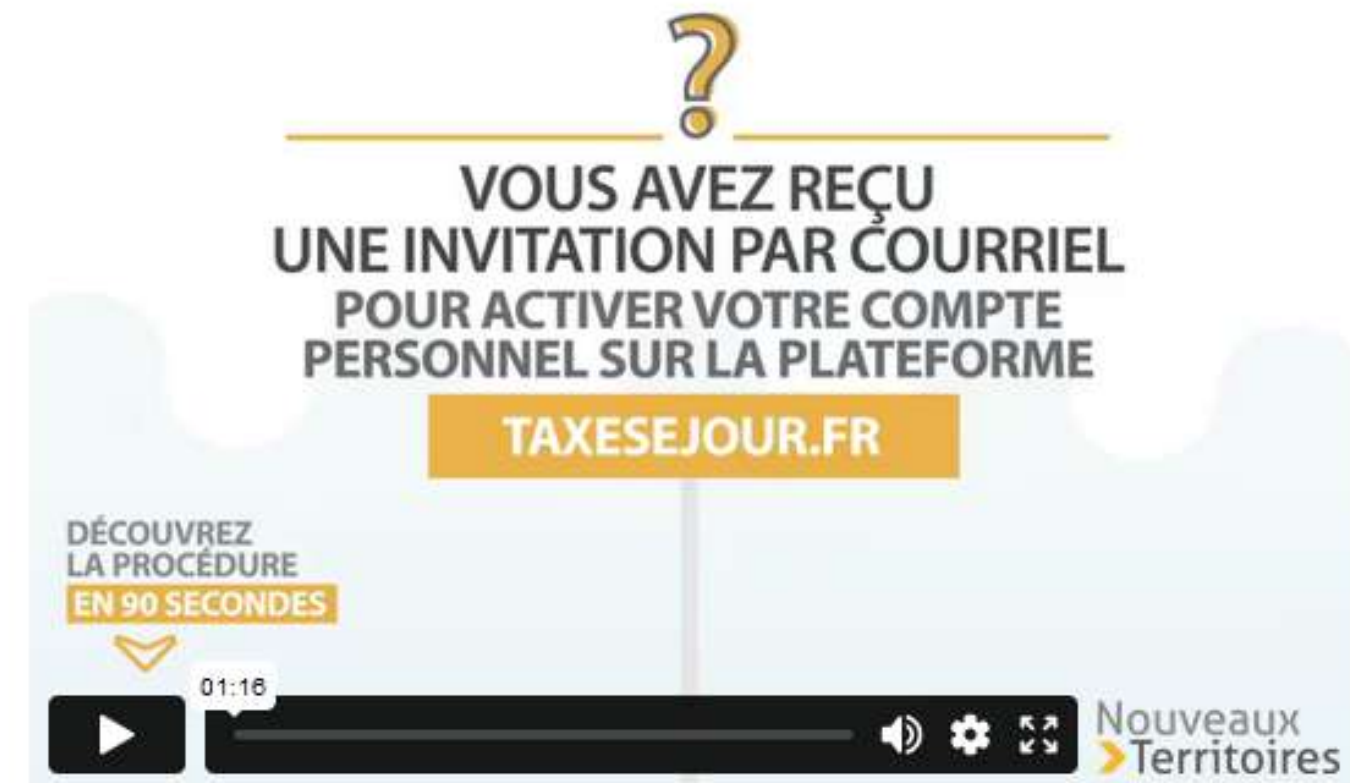 ?
VOUS AVEZ REÇU
UNE INVITATION PAR COURRIEL
POUR ACTIVER VOTRE COMPTE
PERSONNEL SUR LA PLATEFORME
TAXESEJOUR.FR
DÉCOUVREZ
LA PROCÉDURE
EN 90 SECONDES
01:16
Nouveaux
Territoires